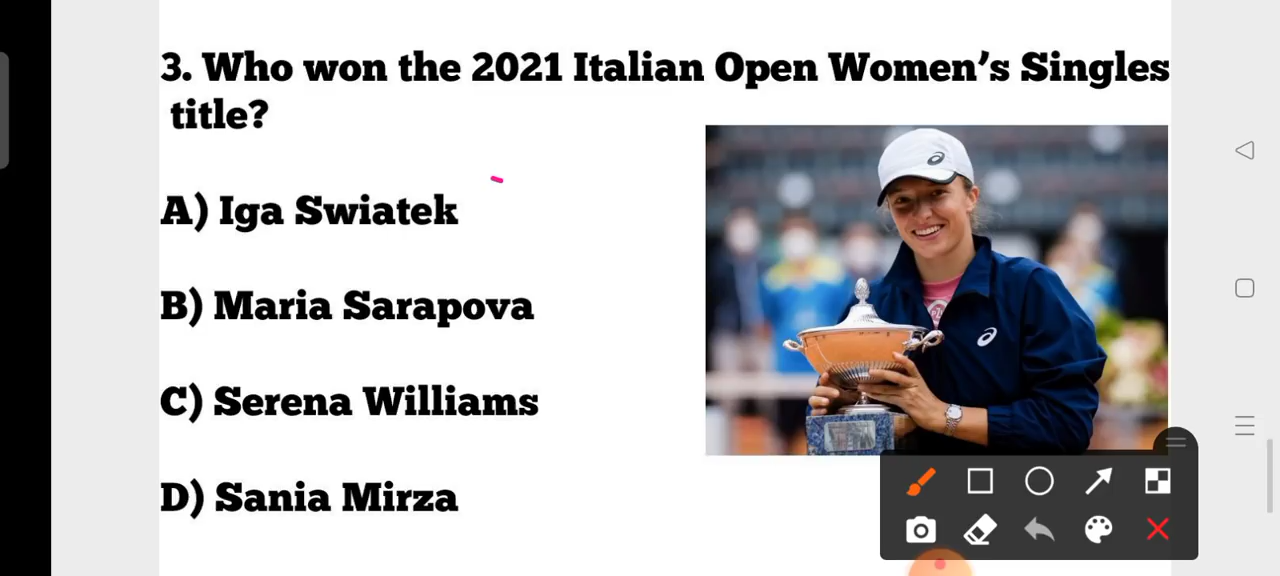 3. Who won the 2021 Italian Open Women’s Singles
title?
A) Iga Swiatek
B) Maria Sarapova
C) Serena Williams
D) Sania Mirza